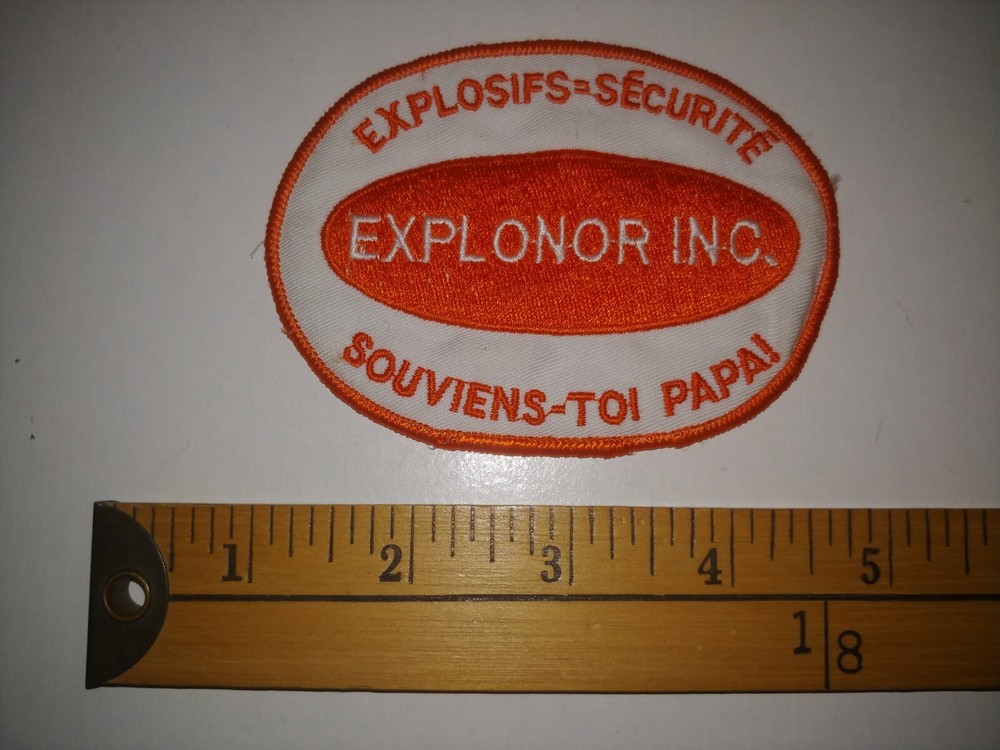 EXPLOSIFS=SÉCURITÉ
EXPLONOR INC.
SOUVIENS-TOI PAPA!
1 2 3 4 5
1 8